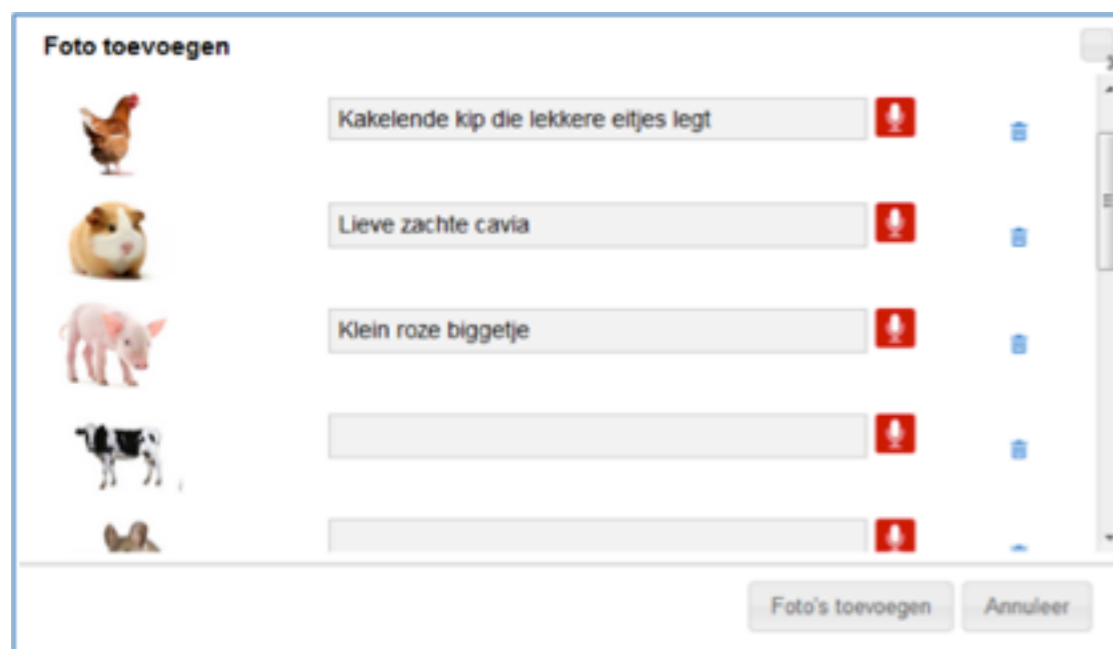 Foto toevoegen
Kakelende kip die lekkere eitjes legt
Lieve zachte cavia
Klein roze biggetje
Foto's toevoegen
Annuleer